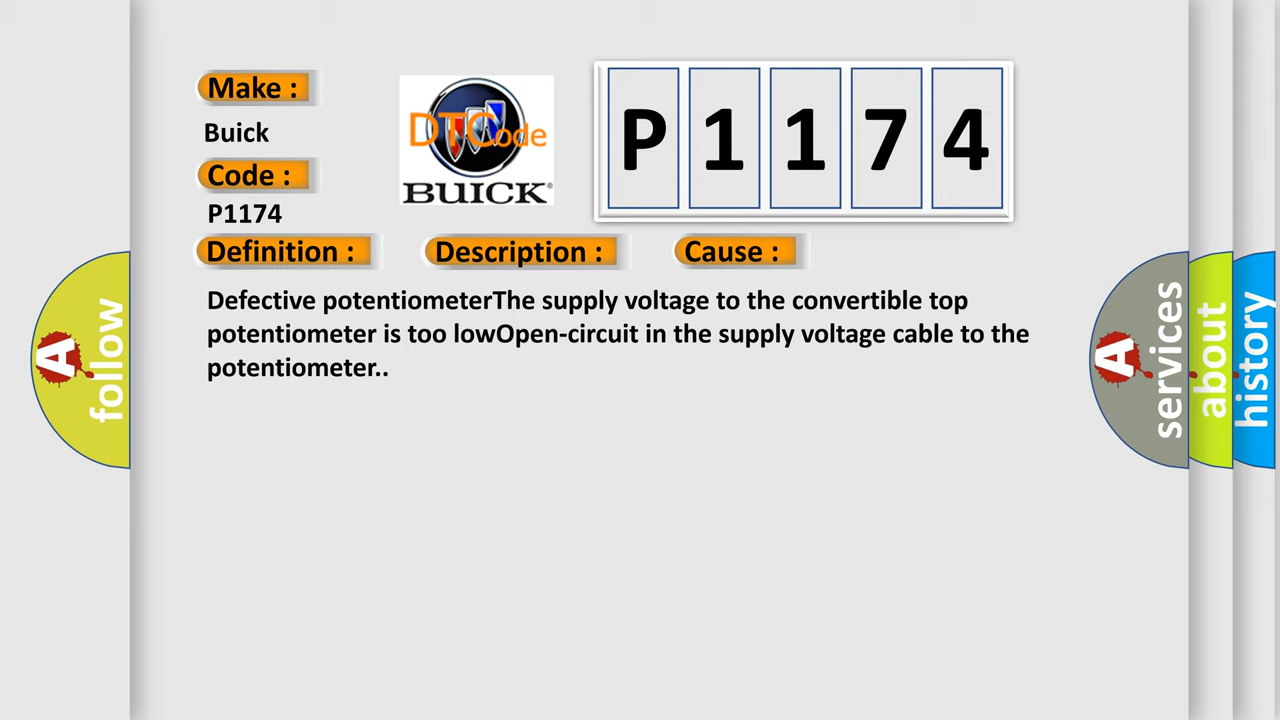 Make :
Buick
Code :
P1174
DTCode
BUICK
P 1 1 7 4
Definition :
Description :
Cause :
Defective potentiometerThe supply voltage to the convertible top
potentiometer is too lowOpen-circuit in the supply voltage cable to the
potentiometer..
A
follow
A
services
about
history